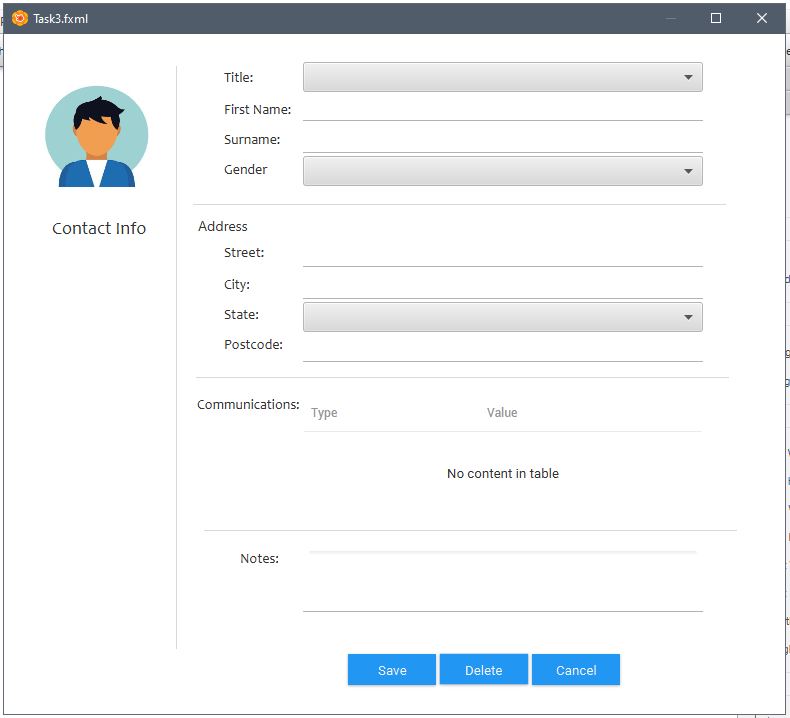 Task3.fxml
Contact Info
Title:
First Name:
Surname:
Gender
Address
Street:
City:
State:
Postcode:
Communications: Type Value
No content in table
Notes:
Save Delete Cancel